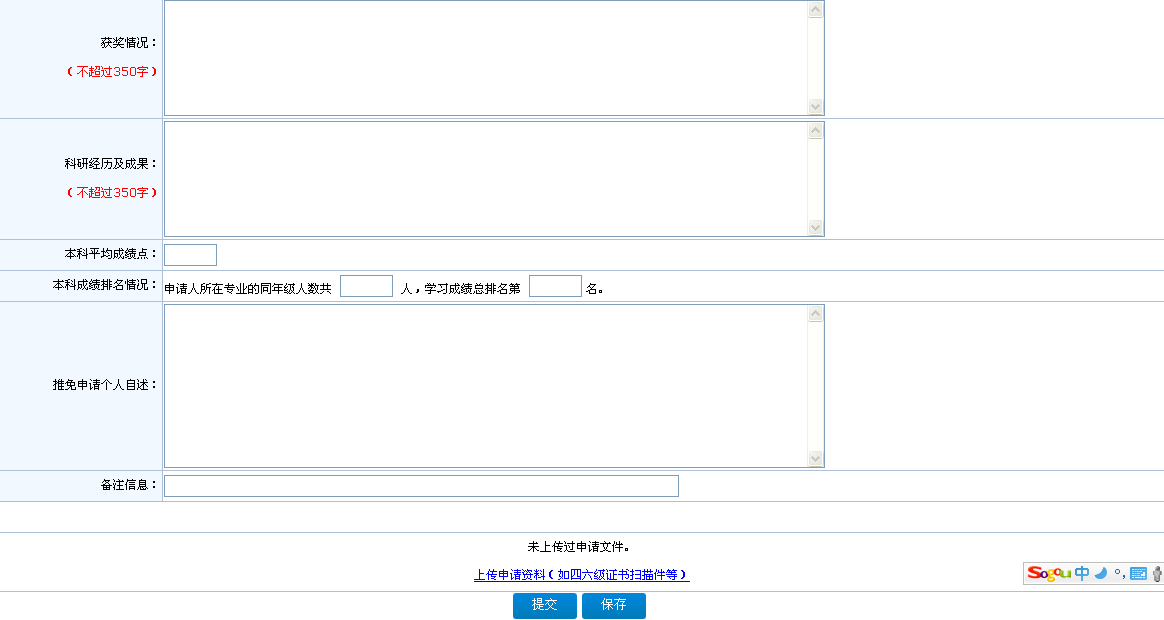 获奖情况：
（不超过350字）
科研经历及成果：
（不超过350字）
本科平均成绩点：
本科成绩排名情况：
申请人所在专业的同年级人数共 人，学习成绩总排名第 名。
推免申请个人自述：
备注信息：
未上传过申请文件。
上传申请资料（如四六级证书扫描件等）
Sogou中
提交 保存